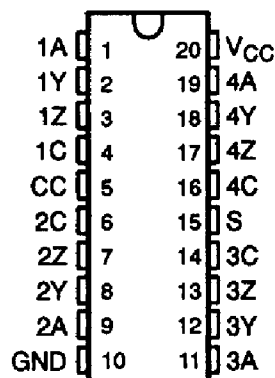 1A 1 20 VCC
1Y 2 19 4A
1Z 3 18 4Y
1C 4 17 4Z
CC 5 16 4C
2C 6 15 S
2Z 7 14 3C
2Y 8 13 3Z
2A 9 12 3Y
GND 10 11 3A